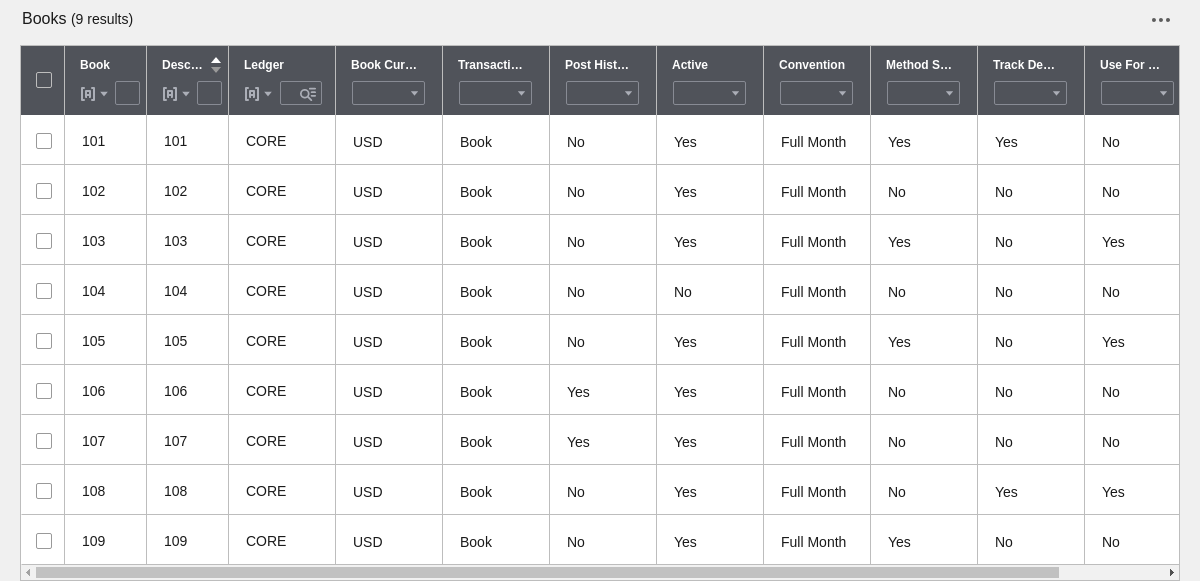 Books (9 results)
Book Desc... Ledger Book Cur... Transacti... Post Hist... Active Convention Method S... Track De... Use For ...
101 101 CORE USD Book No Yes Full Month Yes Yes No
102 102 CORE USD Book No Yes Full Month No No No
103 103 CORE USD Book No Yes Full Month Yes No Yes
104 104 CORE USD Book No No Full Month No No No
105 105 CORE USD Book No Yes Full Month Yes No Yes
106 106 CORE USD Book Yes Yes Full Month No No No
107 107 CORE USD Book Yes Yes Full Month No No No
108 108 CORE USD Book No Yes Full Month No Yes Yes
109 109 CORE USD Book No Yes Full Month Yes No No